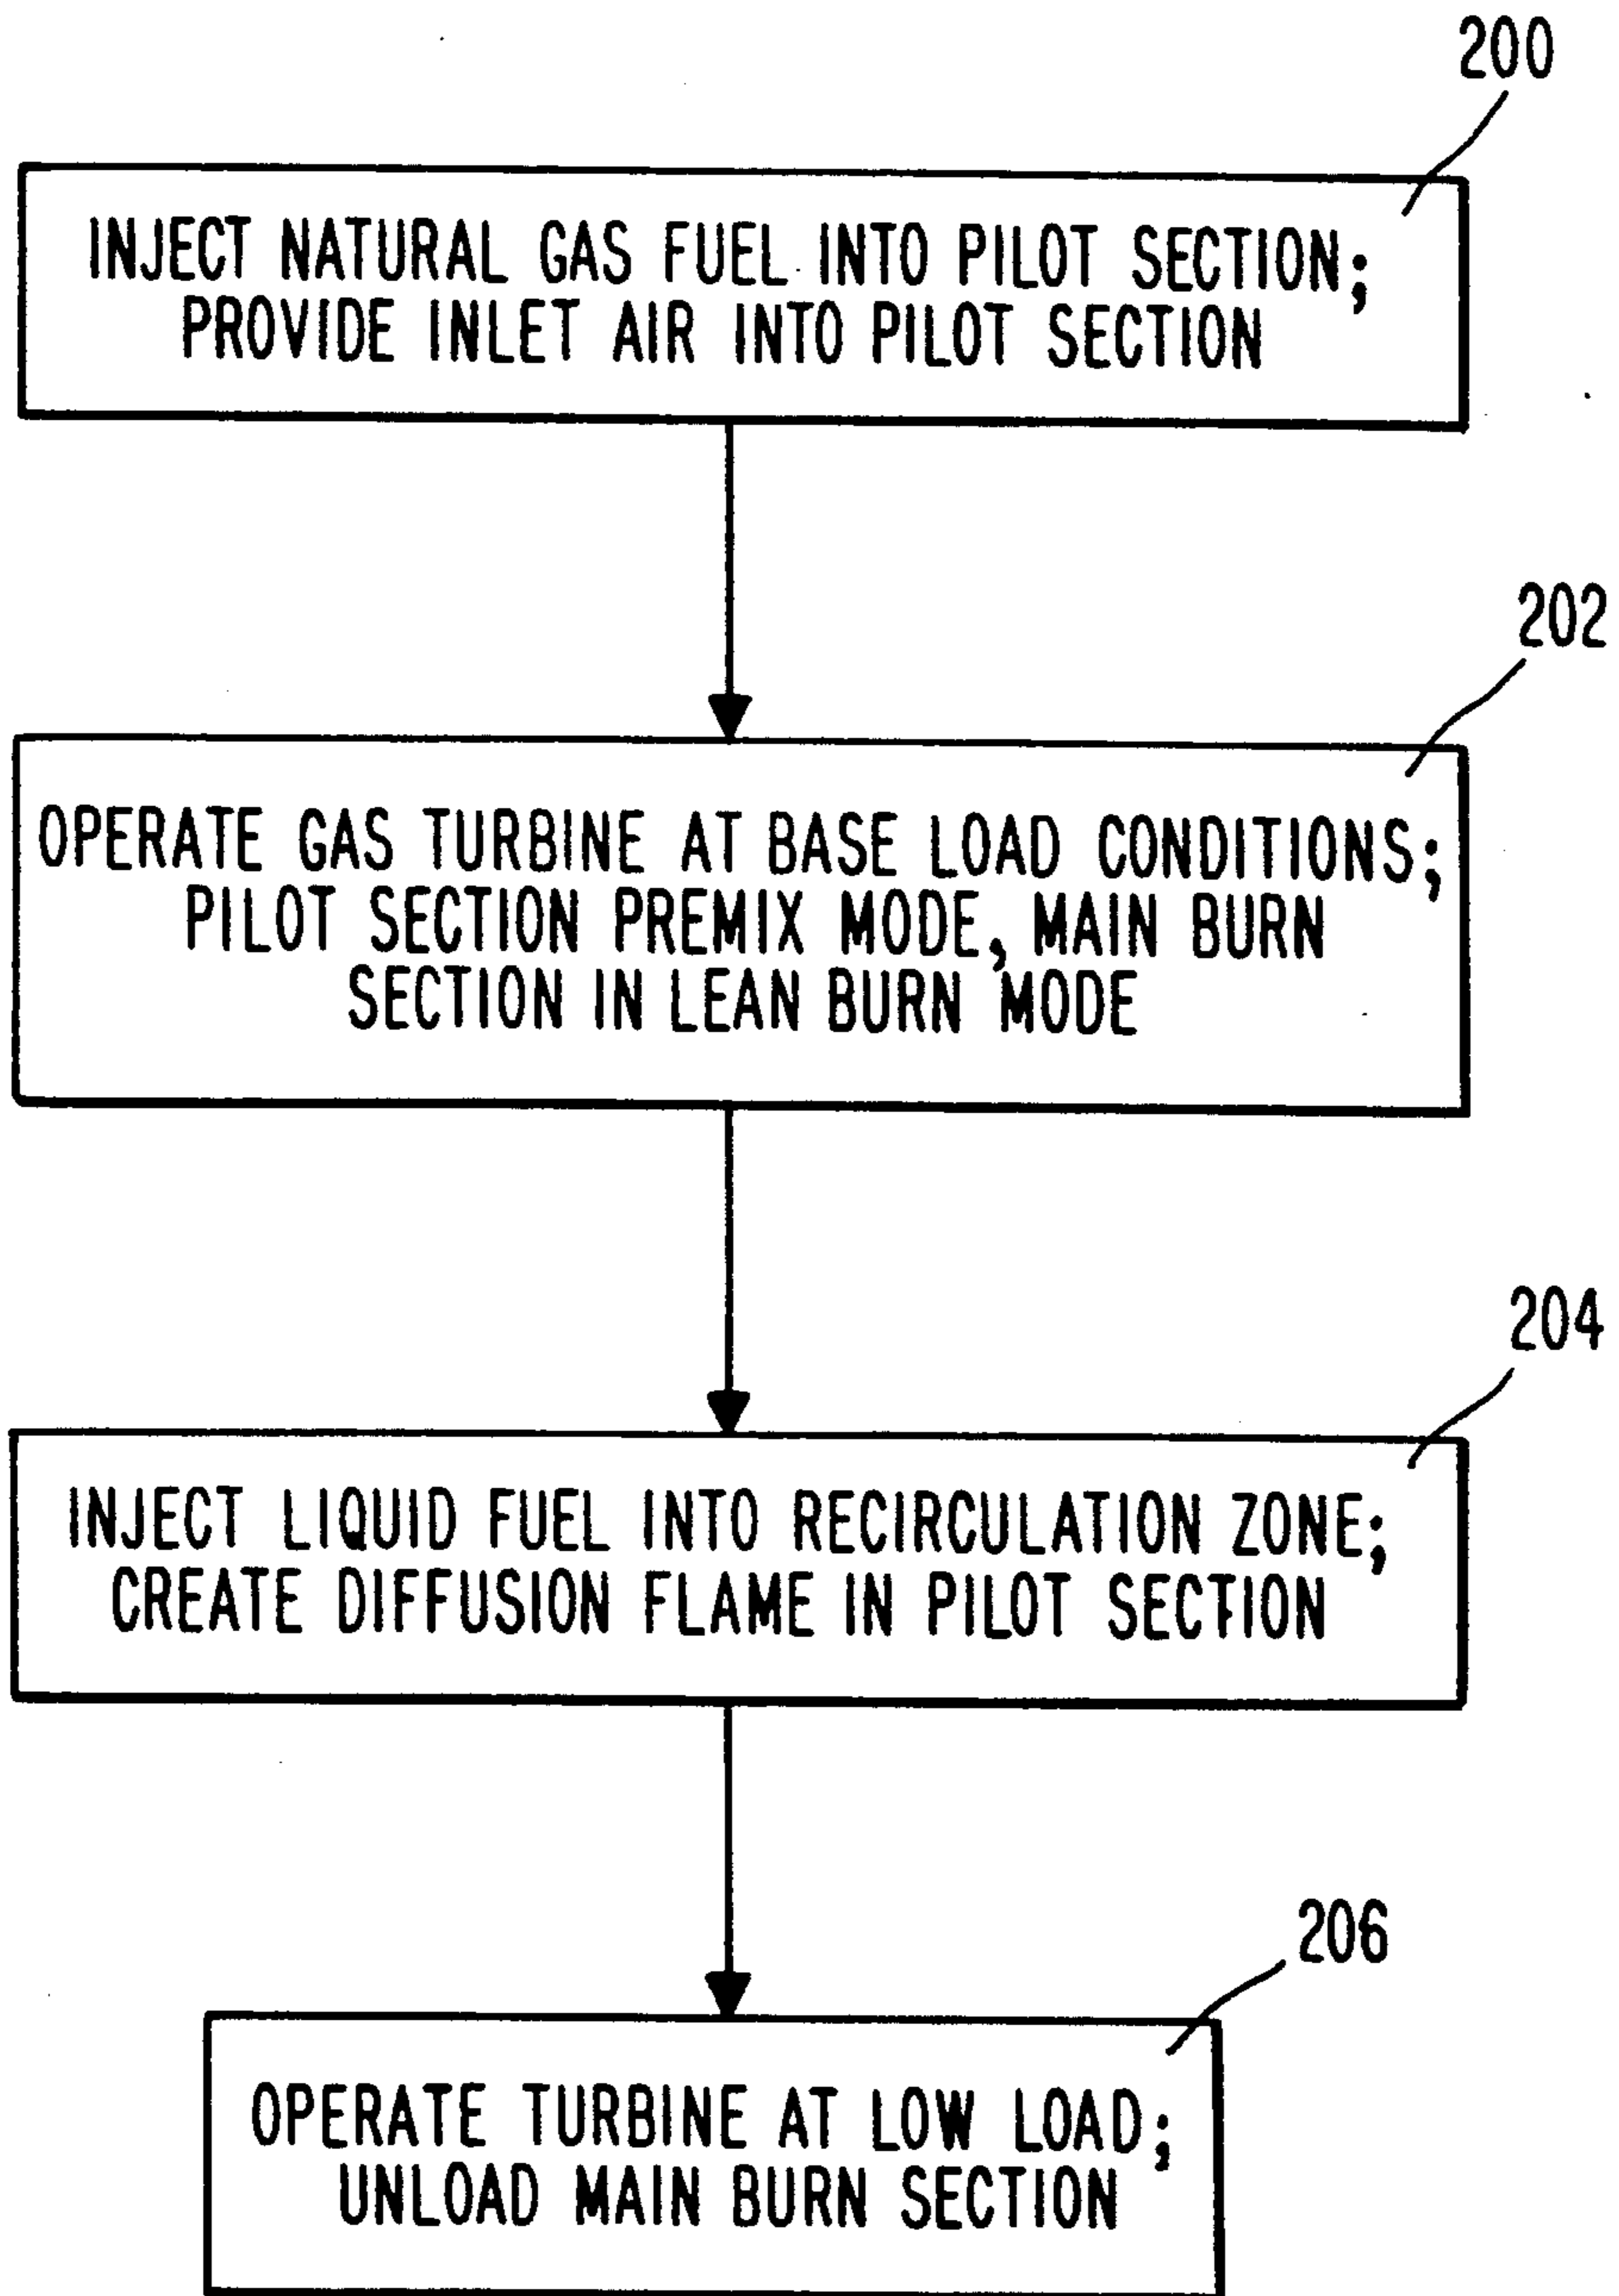 200
INJECT NATURAL GAS FUEL INTO PILOT SECTION;
PROVIDE INLET AIR INTO PILOT SECTION
202
OPERATE GAS TURBINE AT BASE LOAD CONDITIONS;
PILOT SECTION PREMIX MODE, MAIN BURN
SECTION IN LEAN BURN MODE
204
INJECT LIQUID FUEL INTO RECIRCULATION ZONE;
CREATE DIFFUSION FLAME IN PILOT SECTION
206
OPERATE TURBINE AT LOW LOAD;
UNLOAD MAIN BURN SECTION